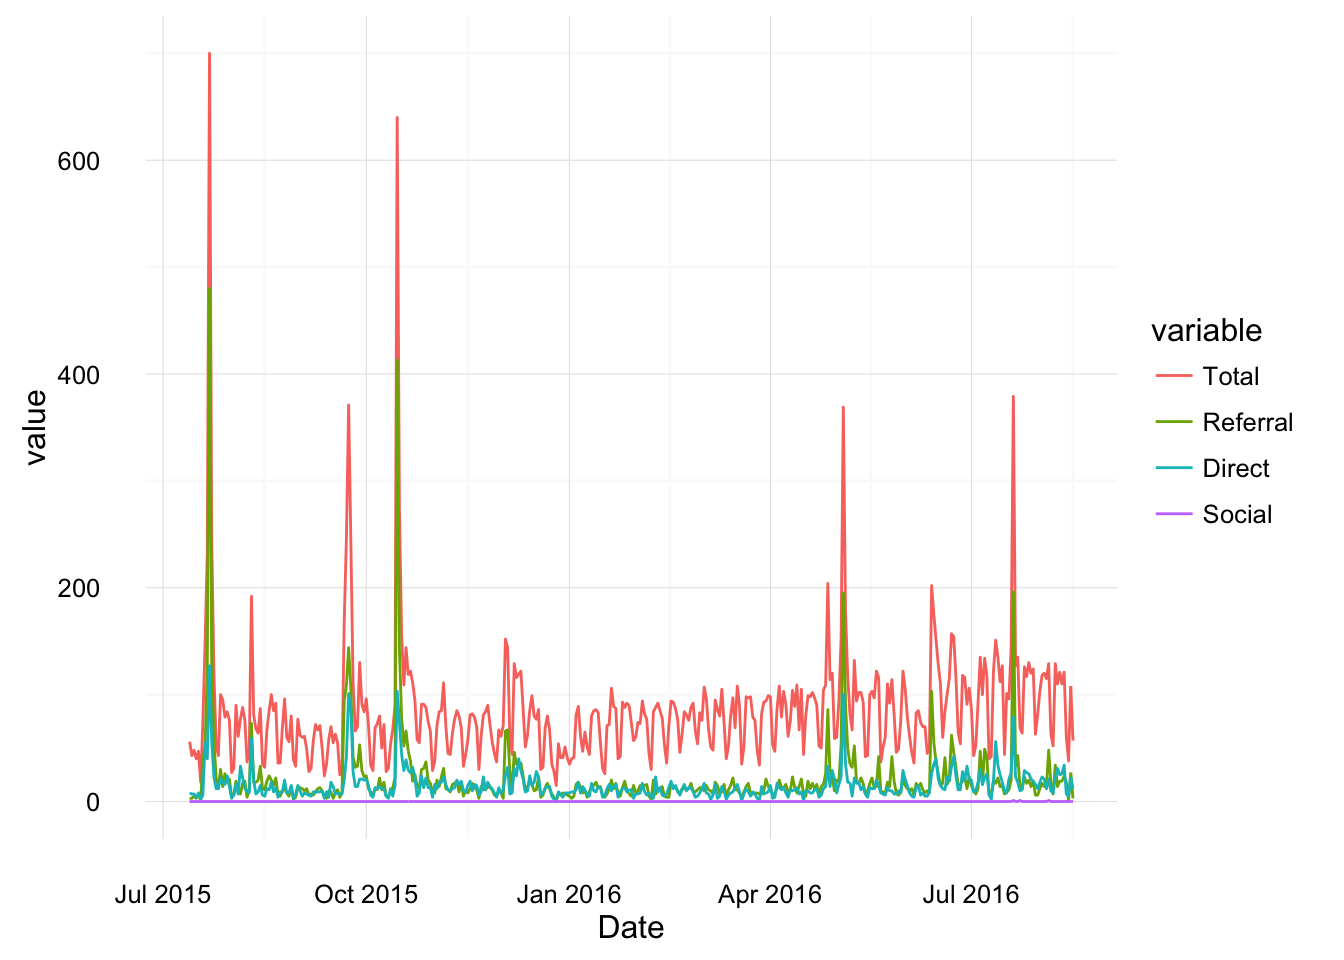 600
400
200
0
value
Jul 2015
Oct 2015
Jan 2016
Apr 2016
Jul 2016
Date
variable
Total
Referral
Direct
Social